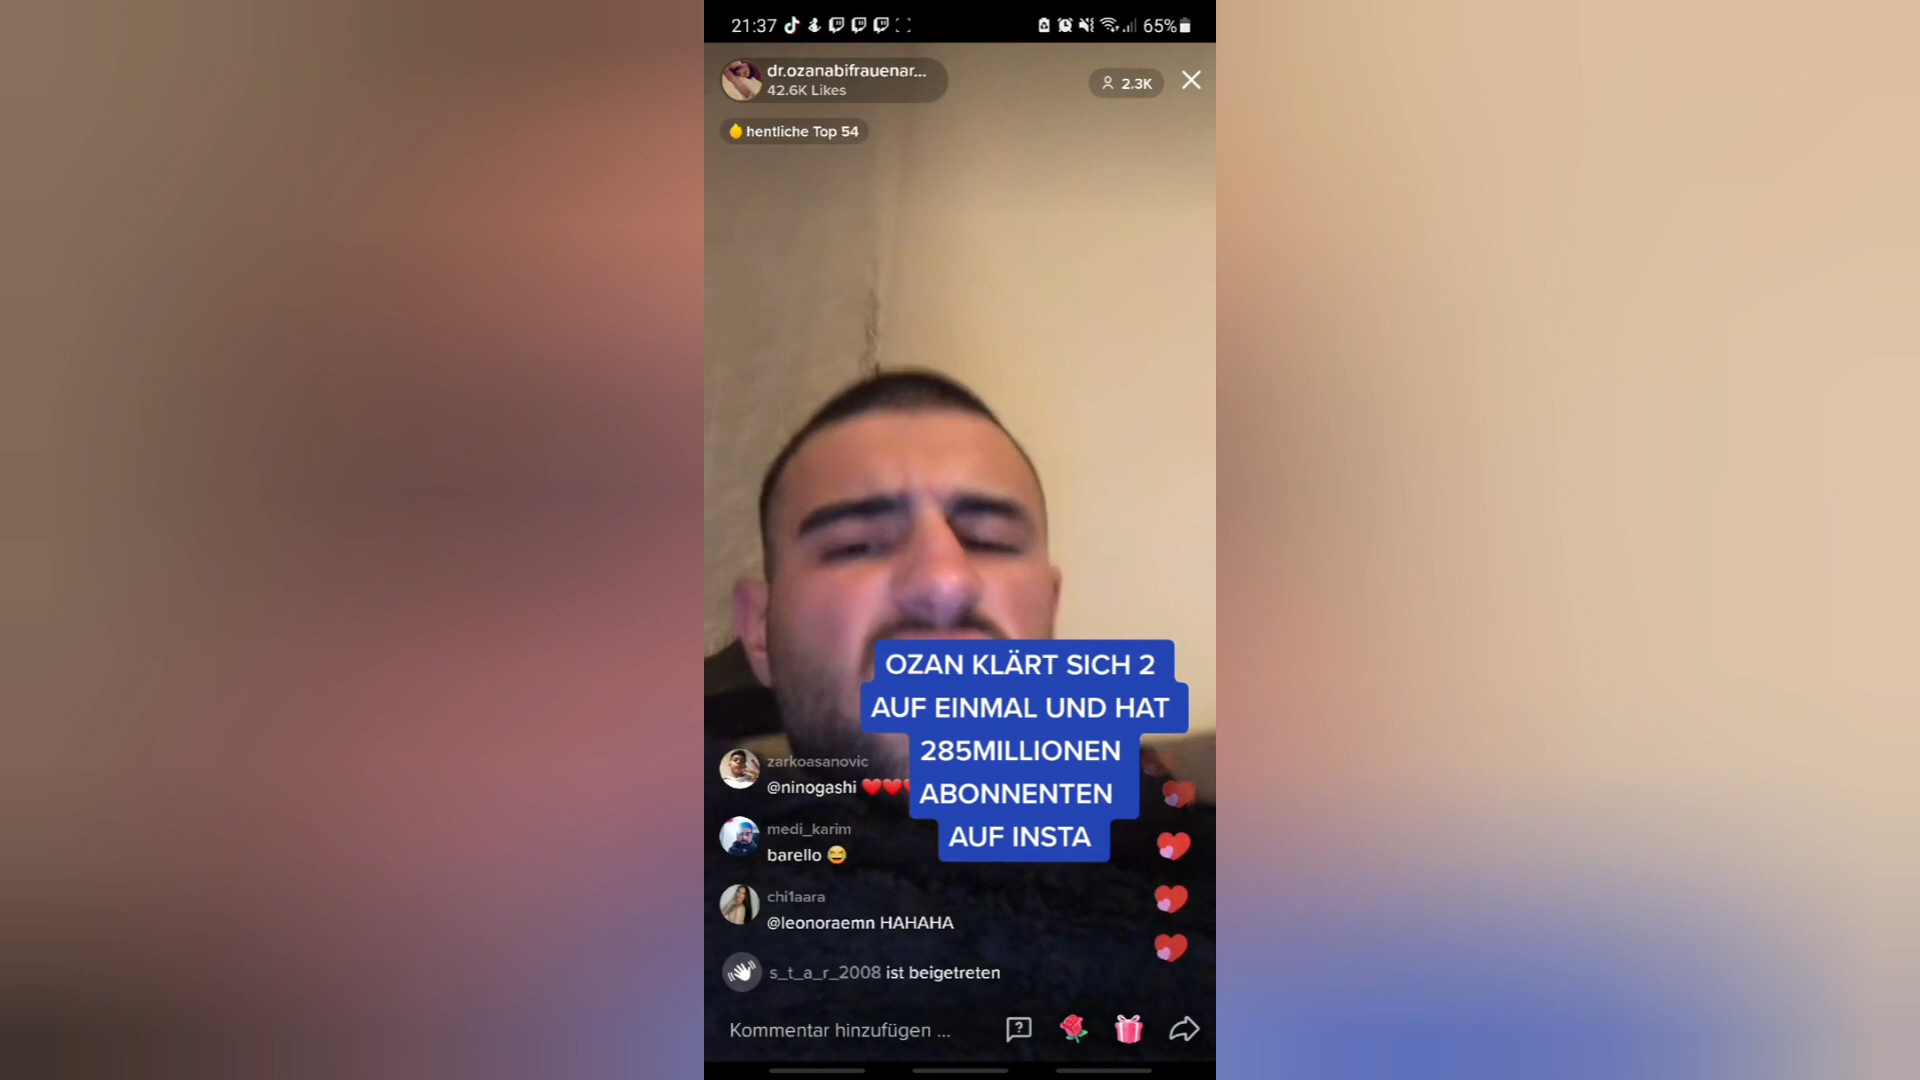 21:37
65%
dr.ozanabifrauenar...
42.6K Likes
2.3K
hentliche Top 54
OZAN KLÄRT SICH 2
AUF EINMAL UND HAT
285MILLIONEN
ABONNENTEN
AUF INSTA
zarkoasanovic
@ninogashi ❤️❤️
medi_karim
barello 😂
chi1aara
@leonoraemn HAHAHA
s_t_a_r_2008 ist beigetreten
Kommentar hinzufügen ...